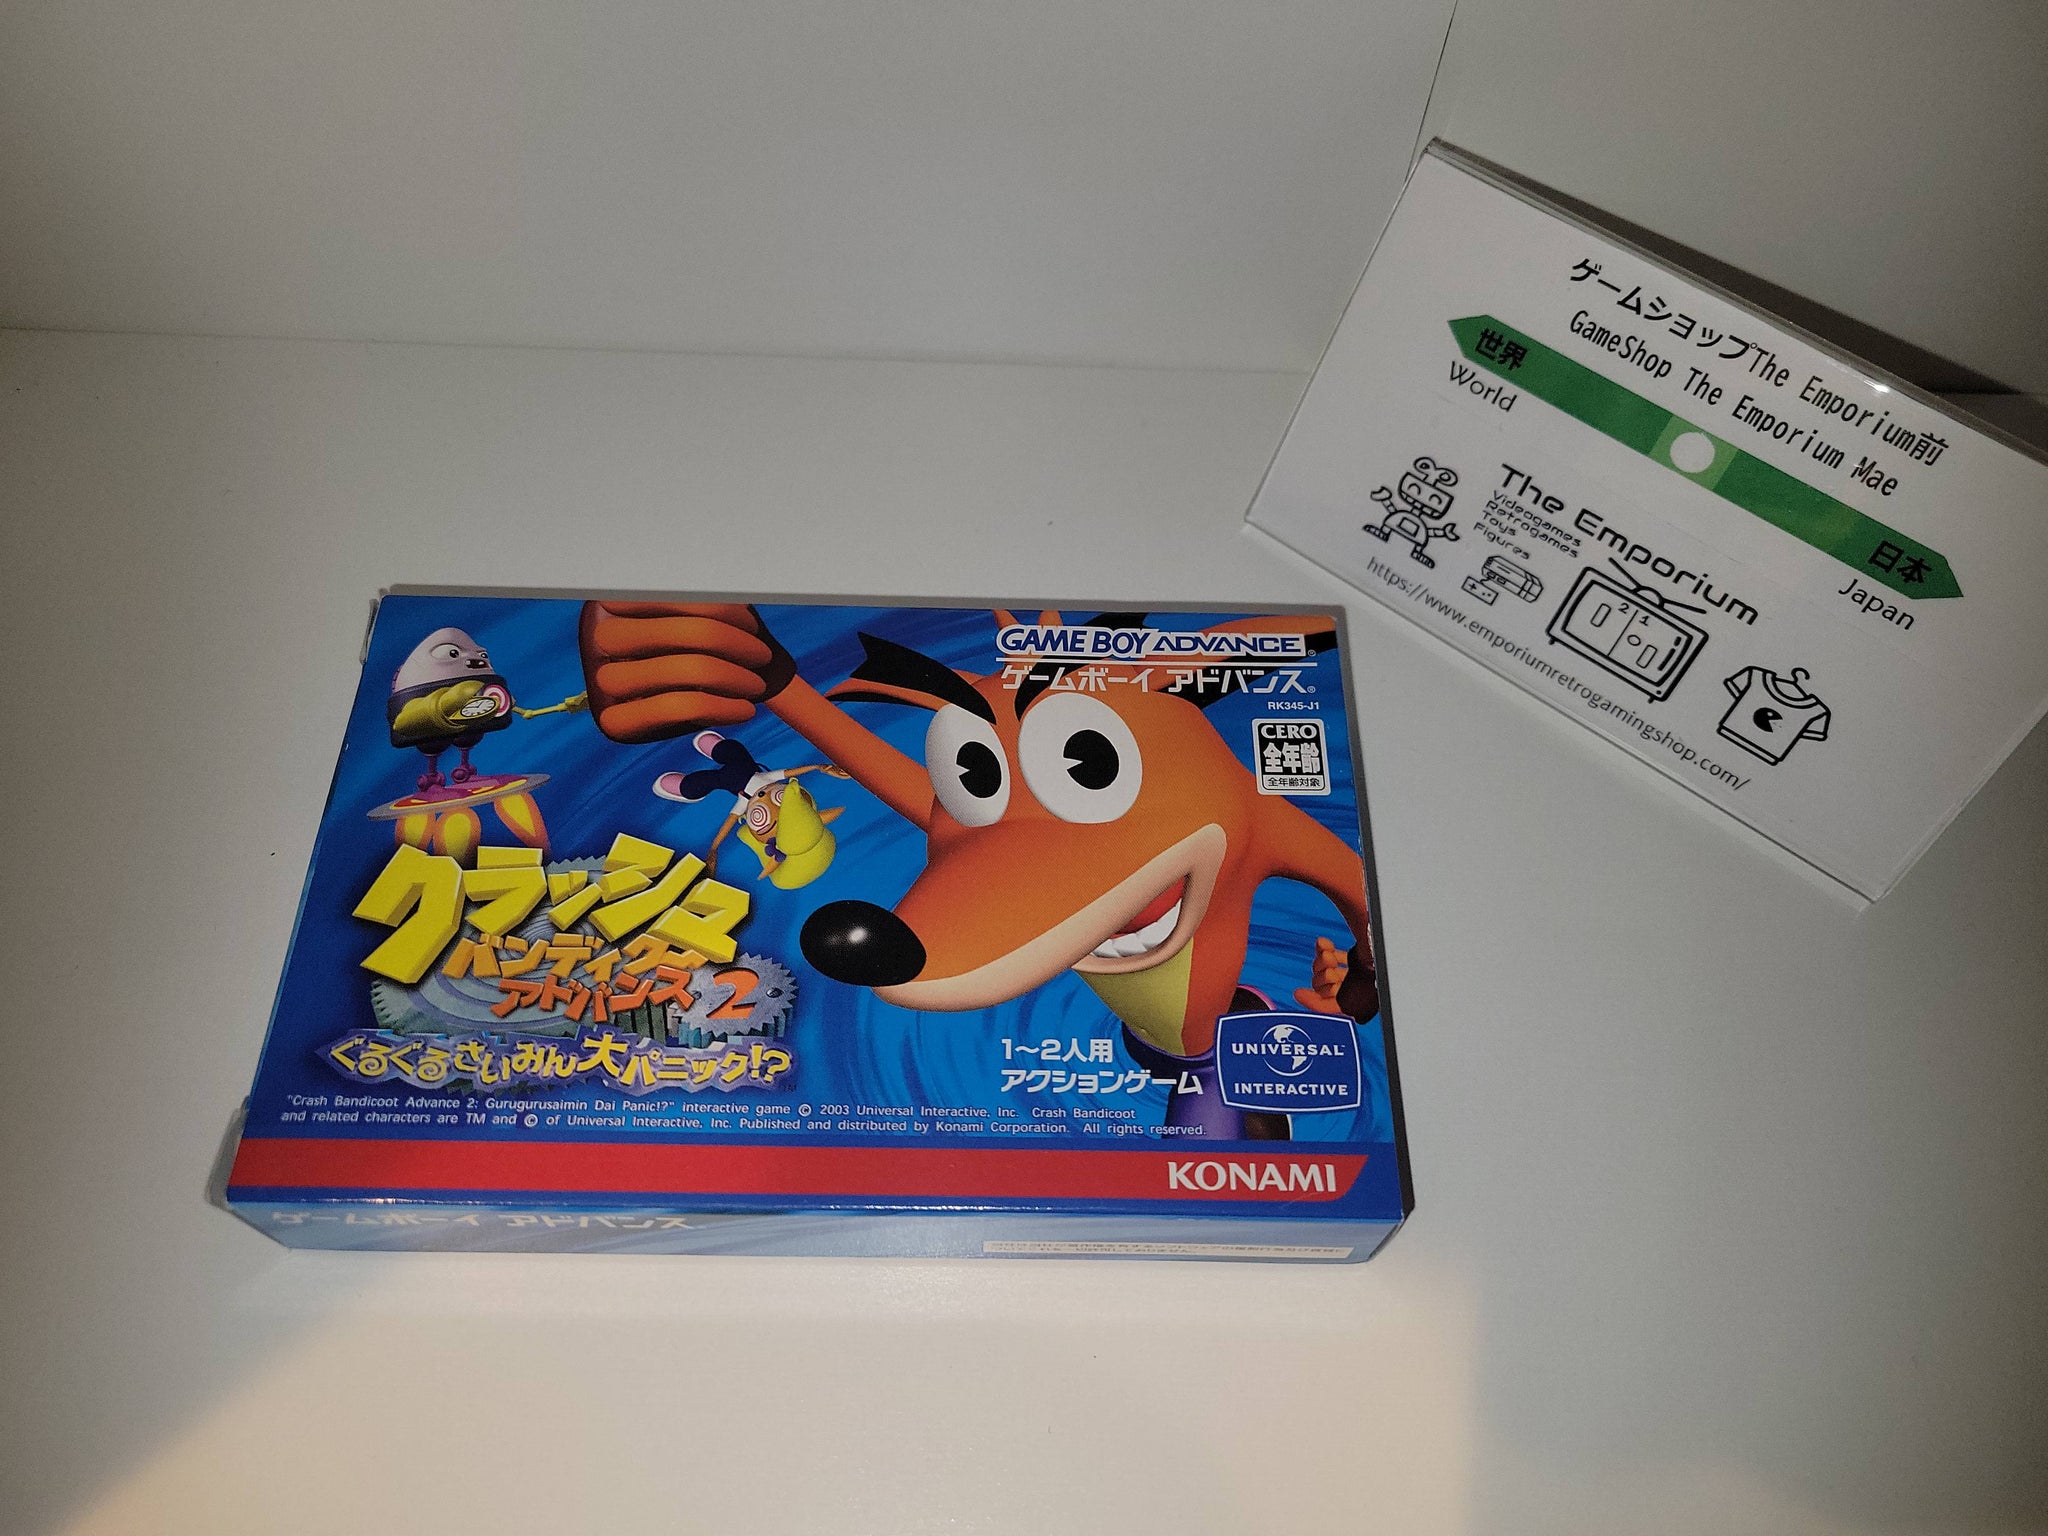 ゲームショップThe Emporium前
GameShop The Emporium Mae
世界
World
日本
Japan
The Emporium
Videogames
Retrogames
Toys
Figures
2 1
https://www.emporiumretrogamingshop.com/
GAME BOY ADVANCE®
ゲームボーイ アドバンス®
RK345-J1
CERO
全年齢
全年齢対象
クラッシュ
バンディクー
アドバンス2
ぐるぐるさいみん大パニック!?
TM
1〜2人用
アクションゲーム
UNIVERSAL
INTERACTIVE
"Crash Bandicoot Advance 2: Gurugurusaimin Dai Panic!?" interactive game © 2003 Universal Interactive, Inc. Crash Bandicoot
and related characters are TM and © of Universal Interactive, Inc. Published and distributed by Konami Corporation. All rights reserved.
KONAMI
ゲームボーイ アドバンス